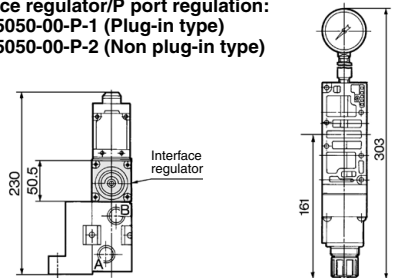 ce regulator/P port regulation:
5050-00-P-1 (Plug-in type)
5050-00-P-2 (Non plug-in type)
Interface
regulator
230
50.5
B
A
161
303